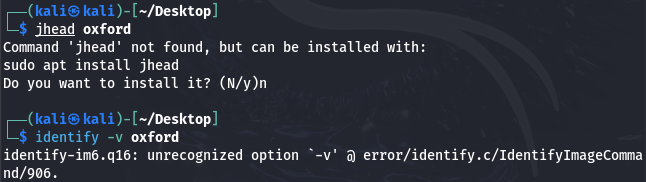 ┌──(kali㉿kali)-[~/Desktop]
└─$ jhead oxford
Command 'jhead' not found, but can be installed with:
sudo apt install jhead
Do you want to install it? (N/y)n
┌──(kali㉿kali)-[~/Desktop]
└─$ identify -v oxford
identify-im6.q16: unrecognized option `-v' @ error/identify.c/IdentifyImageComma
nd/906.